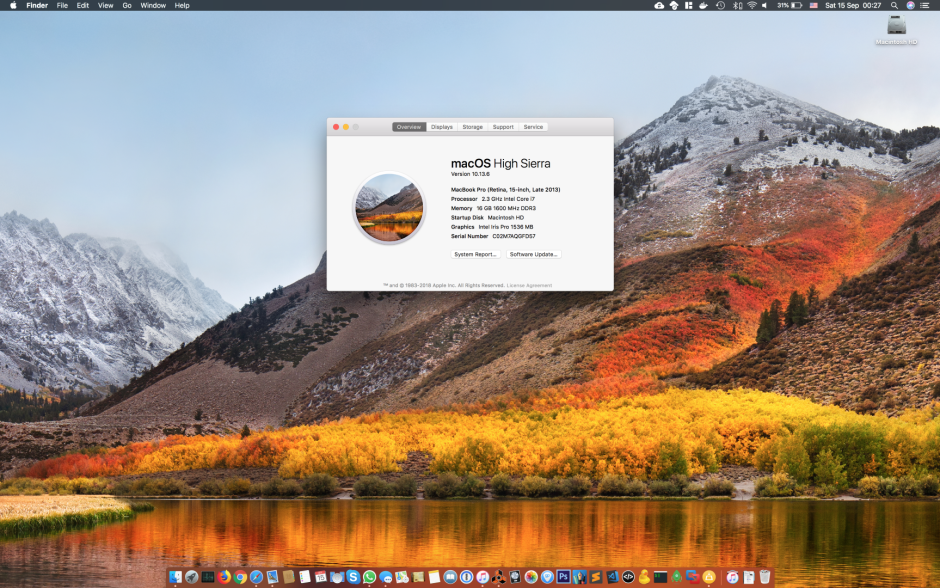 Finder File Edit View Go Window Help
31% Sat 15 Sep 00:27
Macintosh HD
Overview Displays Storage Support Service
macOS High Sierra
Version 10.13.6
MacBook Pro (Retina, 15-inch, Late 2013)
Processor 2.3 GHz Intel Core i7
Memory 16 GB 1600 MHz DDR3
Startup Disk Macintosh HD
Graphics Intel Iris Pro 1536 MB
Serial Number C02M7AQGFD57
System Report... Software Update...
™ and © 1983-2018 Apple Inc. All Rights Reserved. License Agreement
Ps